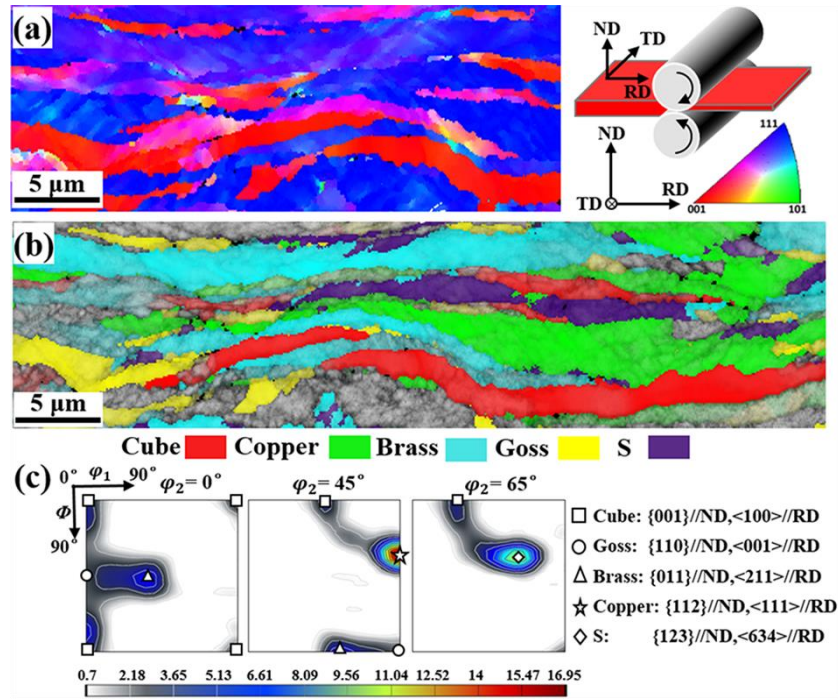 (a)
5 μm
ND
TD
RD
ND
TD
RD
111
001
101
(b)
5 μm
Cube Copper Brass Goss S
(c)
0° φ1 90° φ2 = 0° φ2 = 45° φ2 = 65°
Φ
90°
Cube: {001}//ND,<100>//RD
Goss: {110}//ND,<001>//RD
Brass: {011}//ND,<211>//RD
Copper: {112}//ND,<111>//RD
S: {123}//ND,<634>//RD
0.7 2.18 3.65 5.13 6.61 8.09 9.56 11.04 12.52 14 15.47 16.95